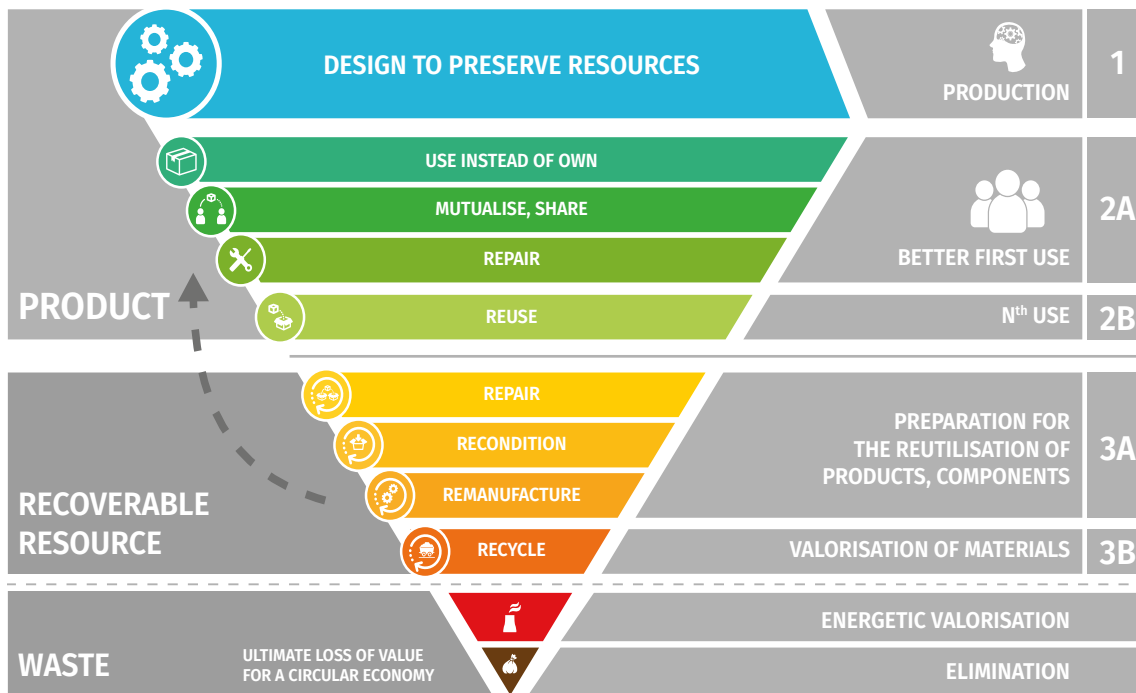 DESIGN TO PRESERVE RESOURCES
PRODUCTION
1
USE INSTEAD OF OWN
MUTUALISE, SHARE
REPAIR
BETTER FIRST USE
2A
PRODUCT
REUSE
Nth USE
2B
REPAIR
RECONDITION
REMANUFACTURE
PREPARATION FOR
THE REUTILISATION OF
PRODUCTS, COMPONENTS
3A
RECOVERABLE
RESOURCE
RECYCLE
VALORISATION OF MATERIALS
3B
ENERGETIC VALORISATION
WASTE
ULTIMATE LOSS OF VALUE
FOR A CIRCULAR ECONOMY
ELIMINATION